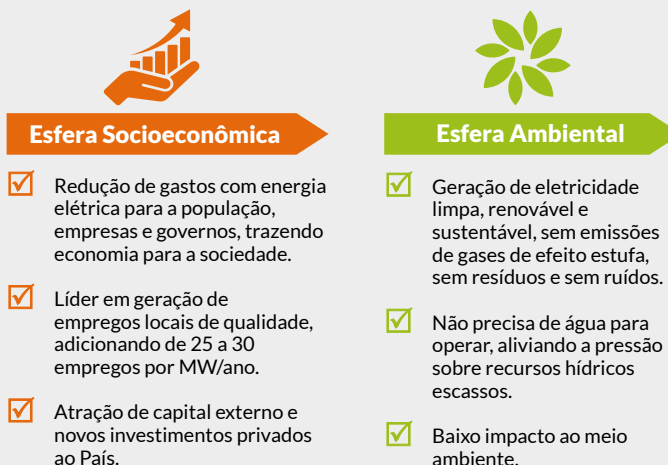 Esfera Socioeconômica
Redução de gastos com energia
elétrica para a população,
empresas e governos, trazendo
economia para a sociedade.
Líder em geração de
empregos locais de qualidade,
adicionando de 25 a 30
empregos por MW/ano.
Atração de capital externo e
novos investimentos privados
ao País.
Esfera Ambiental
Geração de eletricidade
limpa, renovável e
sustentável, sem emissões
de gases de efeito estufa,
sem resíduos e sem ruídos.
Não precisa de água para
operar, aliviando a pressão
sobre recursos hídricos
escassos.
Baixo impacto ao meio
ambiente.